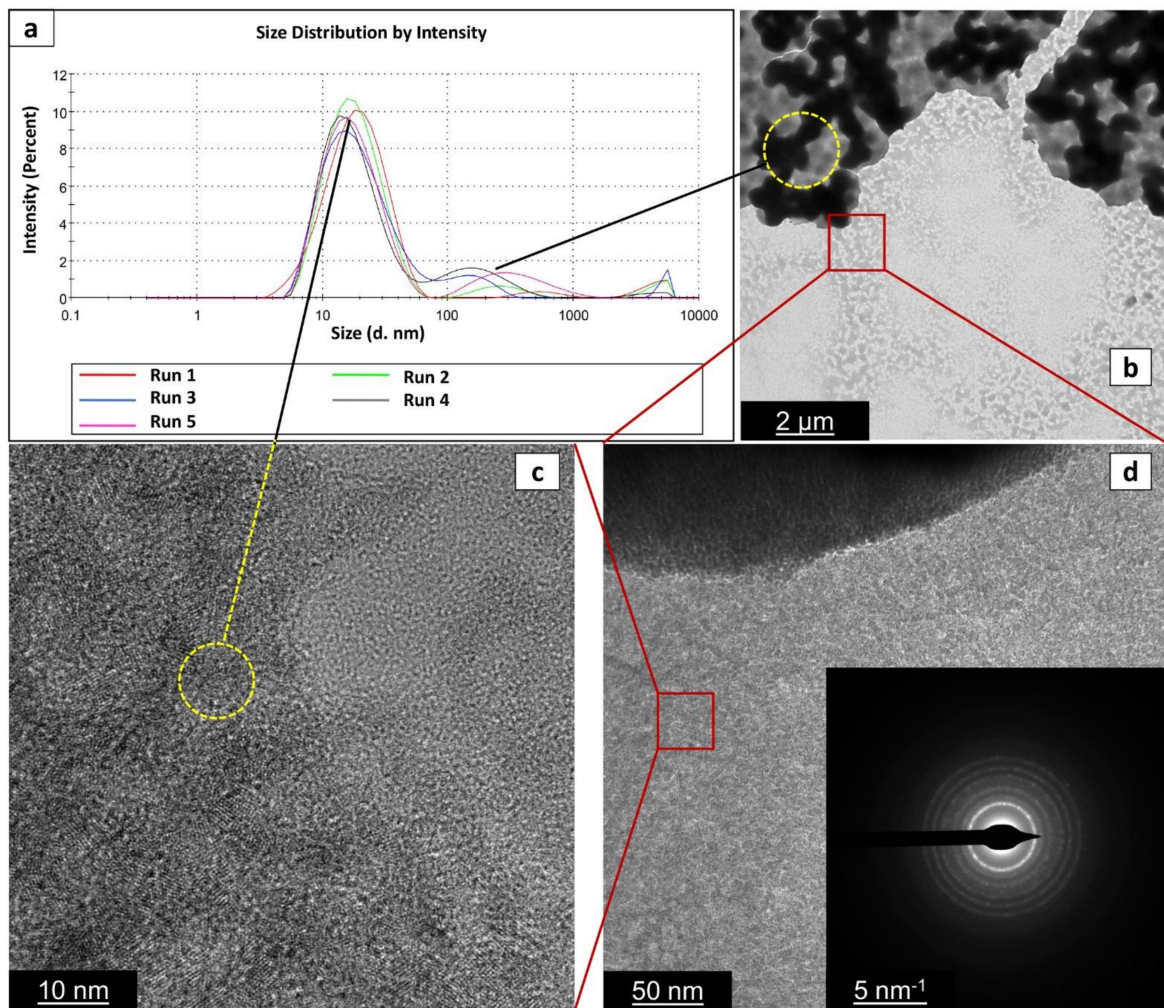 a
Size Distribution by Intensity
Intensity (Percent)
12
10
8
6
4
2
0
0.1 1 10 100 1000 10000
Size (d. nm)
Run 1 Run 2
Run 3 Run 4
Run 5
b
2 μm
c
10 nm
d
50 nm
5 nm⁻¹